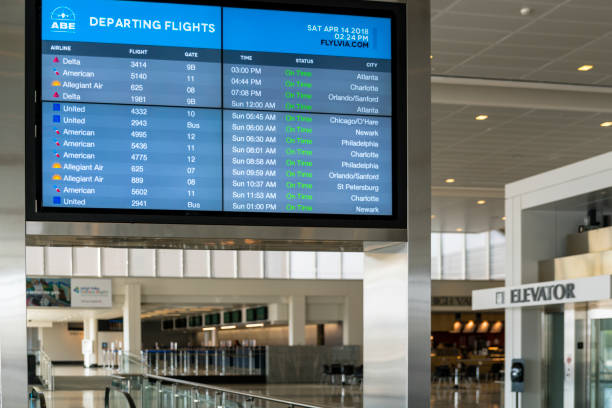 ABE
DEPARTING FLIGHTS
SAT APR 14 2018
02:24 PM
FLYLVIA.COM
AIRLINE FLIGHT GATE TIME STATUS CITY
Delta 3414 9B 03:00 PM On Time Atlanta
American 5140 11 04:44 PM On Time Charlotte
Allegiant Air 625 08 07:08 PM On Time Orlando/Sanford
Delta 1981 9B Sun 12:00 AM On Time Atlanta
United 4332 10 Sun 05:45 AM On Time Chicago/O'Hare
United 2943 Bus Sun 06:00 AM On Time Newark
American 4995 12 Sun 06:30 AM On Time Philadelphia
American 5436 11 Sun 08:01 AM On Time Charlotte
American 4775 12 Sun 08:58 AM On Time Philadelphia
Allegiant Air 625 07 Sun 09:59 AM On Time Orlando/Sanford
Allegiant Air 889 08 Sun 10:37 AM On Time St Petersburg
American 5602 11 Sun 11:53 AM On Time Charlotte
United 2941 Bus Sun 01:00 PM On Time Newark
ELEVATOR